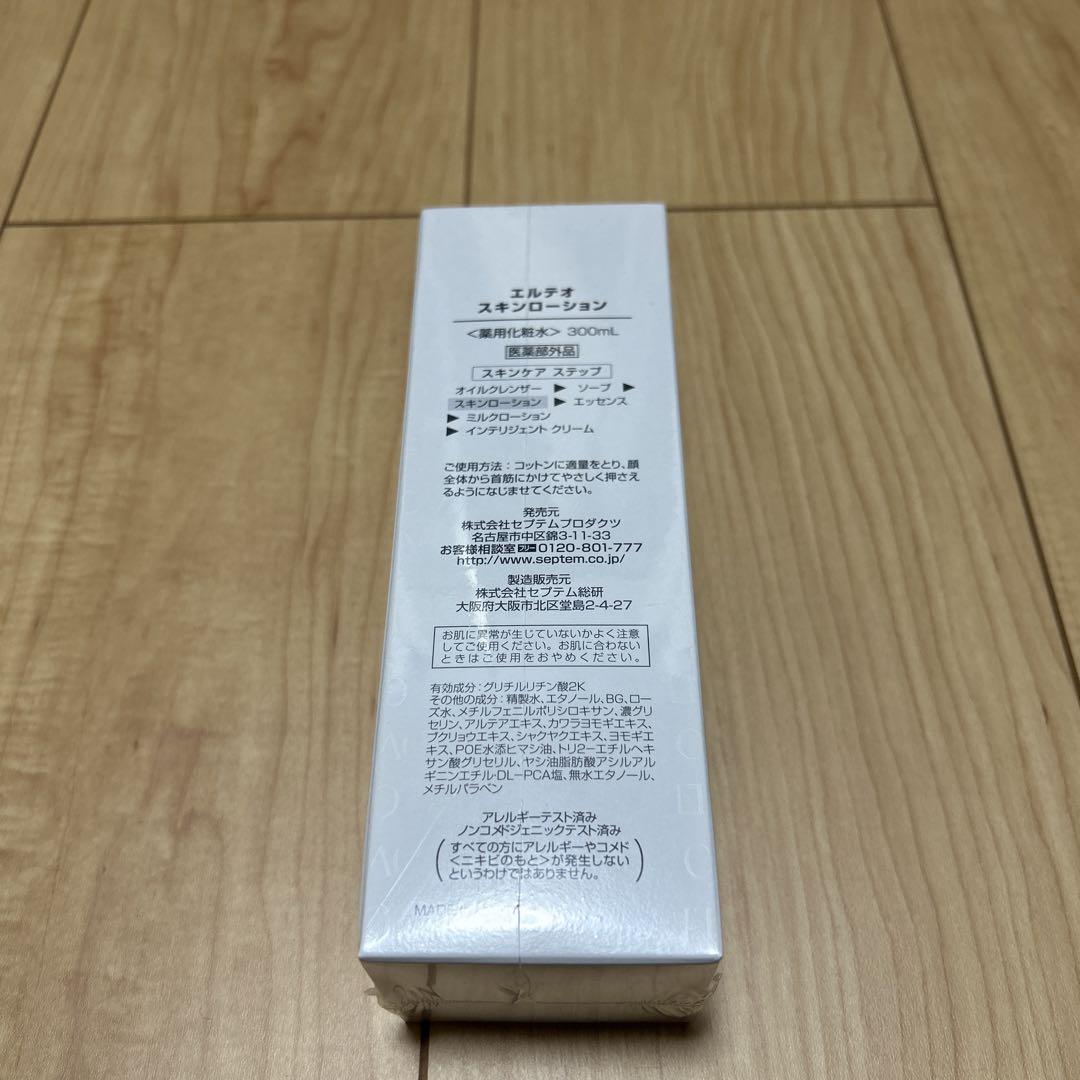 エルテオ
スキンローション
<薬用化粧水> 300mL
医薬部外品
スキンケア ステップ
オイルクレンザー ▶ ソープ ▶
スキンローション ▶ エッセンス
▶ ミルクローション
▶ インテリジェント クリーム
ご使用方法:コットンに適量をとり、顔
全体から首筋にかけてやさしく押さえ
るようになじませてください。
発売元
株式会社セプテムプロダクツ
名古屋市中区錦3-11-33
お客様相談室 フリー 0120-801-777
http://www.septem.co.jp/
製造販売元
株式会社セプテム総研
大阪府大阪市北区堂島2-4-27
お肌に異常が生じていないかよく注意
してご使用ください。お肌に合わない
ときはご使用をおやめください。
有効成分:グリチルリチン酸2K
その他の成分:精製水、エタノール、BG、ロー
ズ水、メチルフェニルポリシロキサン、濃グリ
セリン、アルテアエキス、カワラヨモギエキス、
ブクリョウエキス、シャクヤクエキス、ヨモギエ
キス、POE水添ヒマシ油、トリ2-エチルヘキ
サン酸グリセリル、ヤシ油脂肪酸アシルアル
ギニンエチル・DL-PCA塩、無水エタノール、
メチルパラベン
アレルギーテスト済み
ノンコメドジェニックテスト済み
(すべての方にアレルギーやコメド
<ニキビのもと>が発生しない
というわけではありません。)